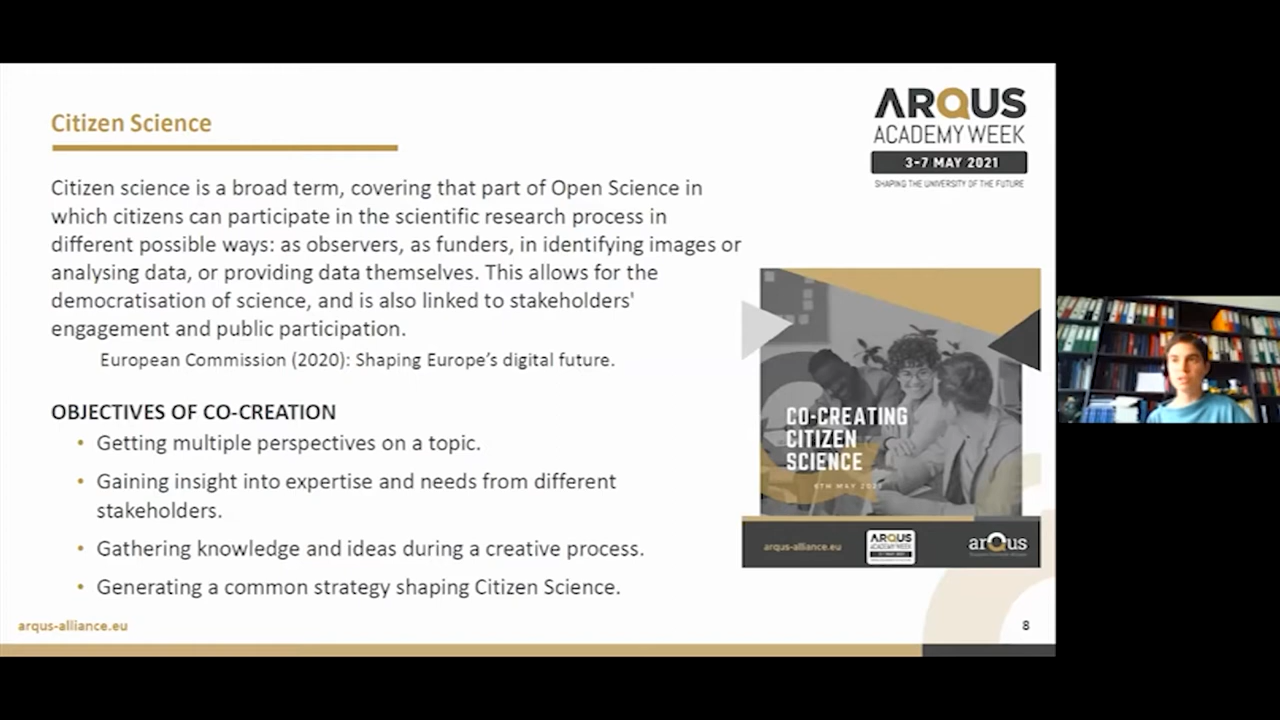 Citizen Science
ARQUS
ACADEMY WEEK
3-7 MAY 2021
SHAPING THE UNIVERSITY OF THE FUTURE
Citizen science is a broad term, covering that part of Open Science in
which citizens can participate in the scientific research process in
different possible ways: as observers, as funders, in identifying images or
analysing data, or providing data themselves. This allows for the
democratisation of science, and is also linked to stakeholders'
engagement and public participation.
European Commission (2020): Shaping Europe's digital future.
OBJECTIVES OF CO-CREATION
• Getting multiple perspectives on a topic.
• Gaining insight into expertise and needs from different
stakeholders.
• Gathering knowledge and ideas during a creative process.
• Generating a common strategy shaping Citizen Science.
CO-CREATING
CITIZEN
SCIENCE
6TH MAY 2021
arqus-alliance.eu
ARQUS
ACADEMY WEEK
arQus
arqus-alliance.eu
8